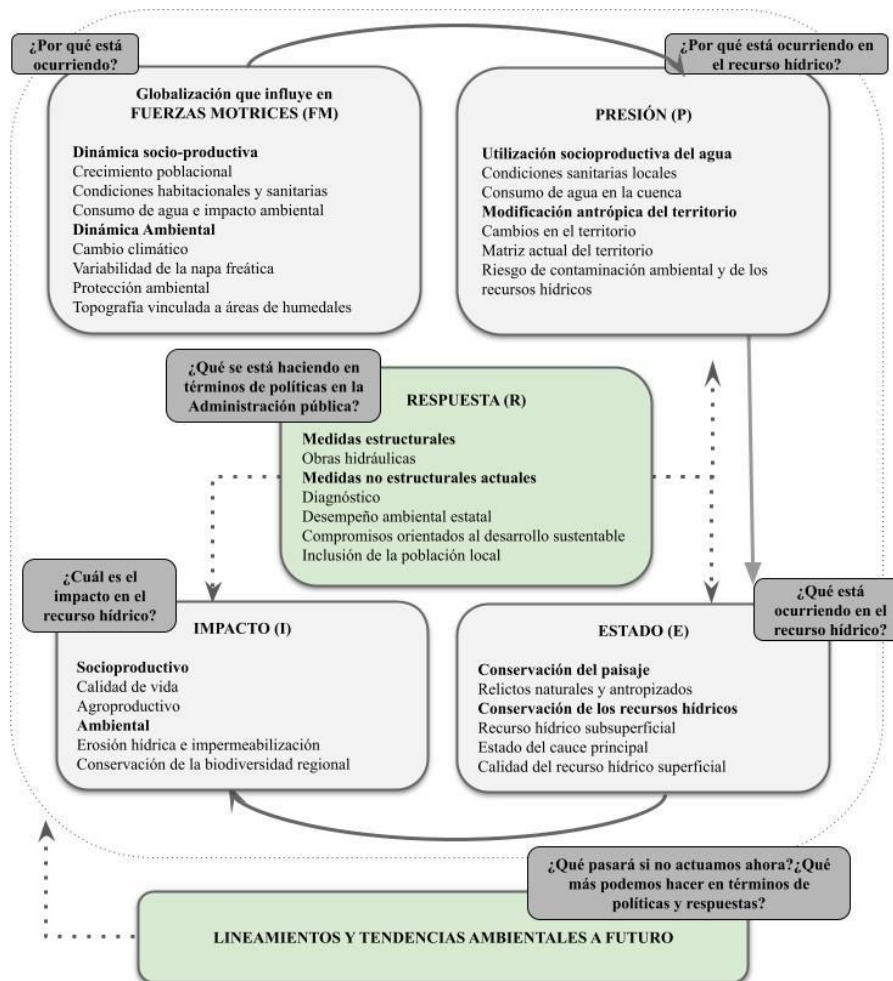 ¿Por qué está
ocurriendo?
Globalización que influye en
FUERZAS MOTRICES (FM)
Dinámica socio-productiva
Crecimiento poblacional
Condiciones habitacionales y sanitarias
Consumo de agua e impacto ambiental
Dinámica Ambiental
Cambio climático
Variabilidad de la napa freática
Protección ambiental
Topografía vinculada a áreas de humedales
¿Por qué está ocurriendo en
el recurso hídrico?
PRESIÓN (P)
Utilización socioproductiva del agua
Condiciones sanitarias locales
Consumo de agua en la cuenca
Modificación antrópica del territorio
Cambios en el territorio
Matriz actual del territorio
Riesgo de contaminación ambiental y de los
recursos hídricos
¿Qué se está haciendo en
términos de políticas en la
Administración pública?
RESPUESTA (R)
Medidas estructurales
Obras hidráulicas
Medidas no estructurales actuales
Diagnóstico
Desempeño ambiental estatal
Compromisos orientados al desarrollo sustentable
Inclusión de la población local
¿Cuál es el
impacto en el
recurso hídrico?
IMPACTO (I)
Socioproductivo
Calidad de vida
Agroproductivo
Ambiental
Erosión hídrica e impermeabilización
Conservación de la biodiversidad regional
¿Qué está
ocurriendo en el
recurso hídrico?
ESTADO (E)
Conservación del paisaje
Relictos naturales y antropizados
Conservación de los recursos hídricos
Recurso hídrico subsuperficial
Estado del cauce principal
Calidad del recurso hídrico superficial
¿Qué pasará si no actuamos ahora?¿Qué
más podemos hacer en términos de
políticas y respuestas?
LINEAMIENTOS Y TENDENCIAS AMBIENTALES A FUTURO